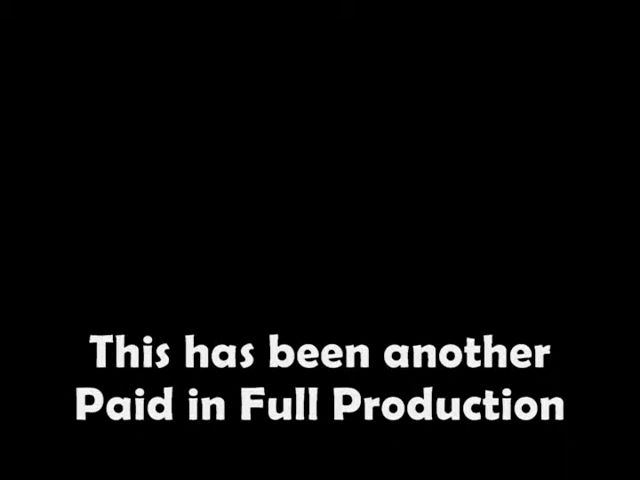 This has been another
Paid in Full Production